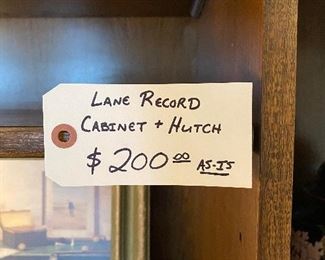 LANE RECORD
CABINET + HUTCH
$ 200.00 AS-IS